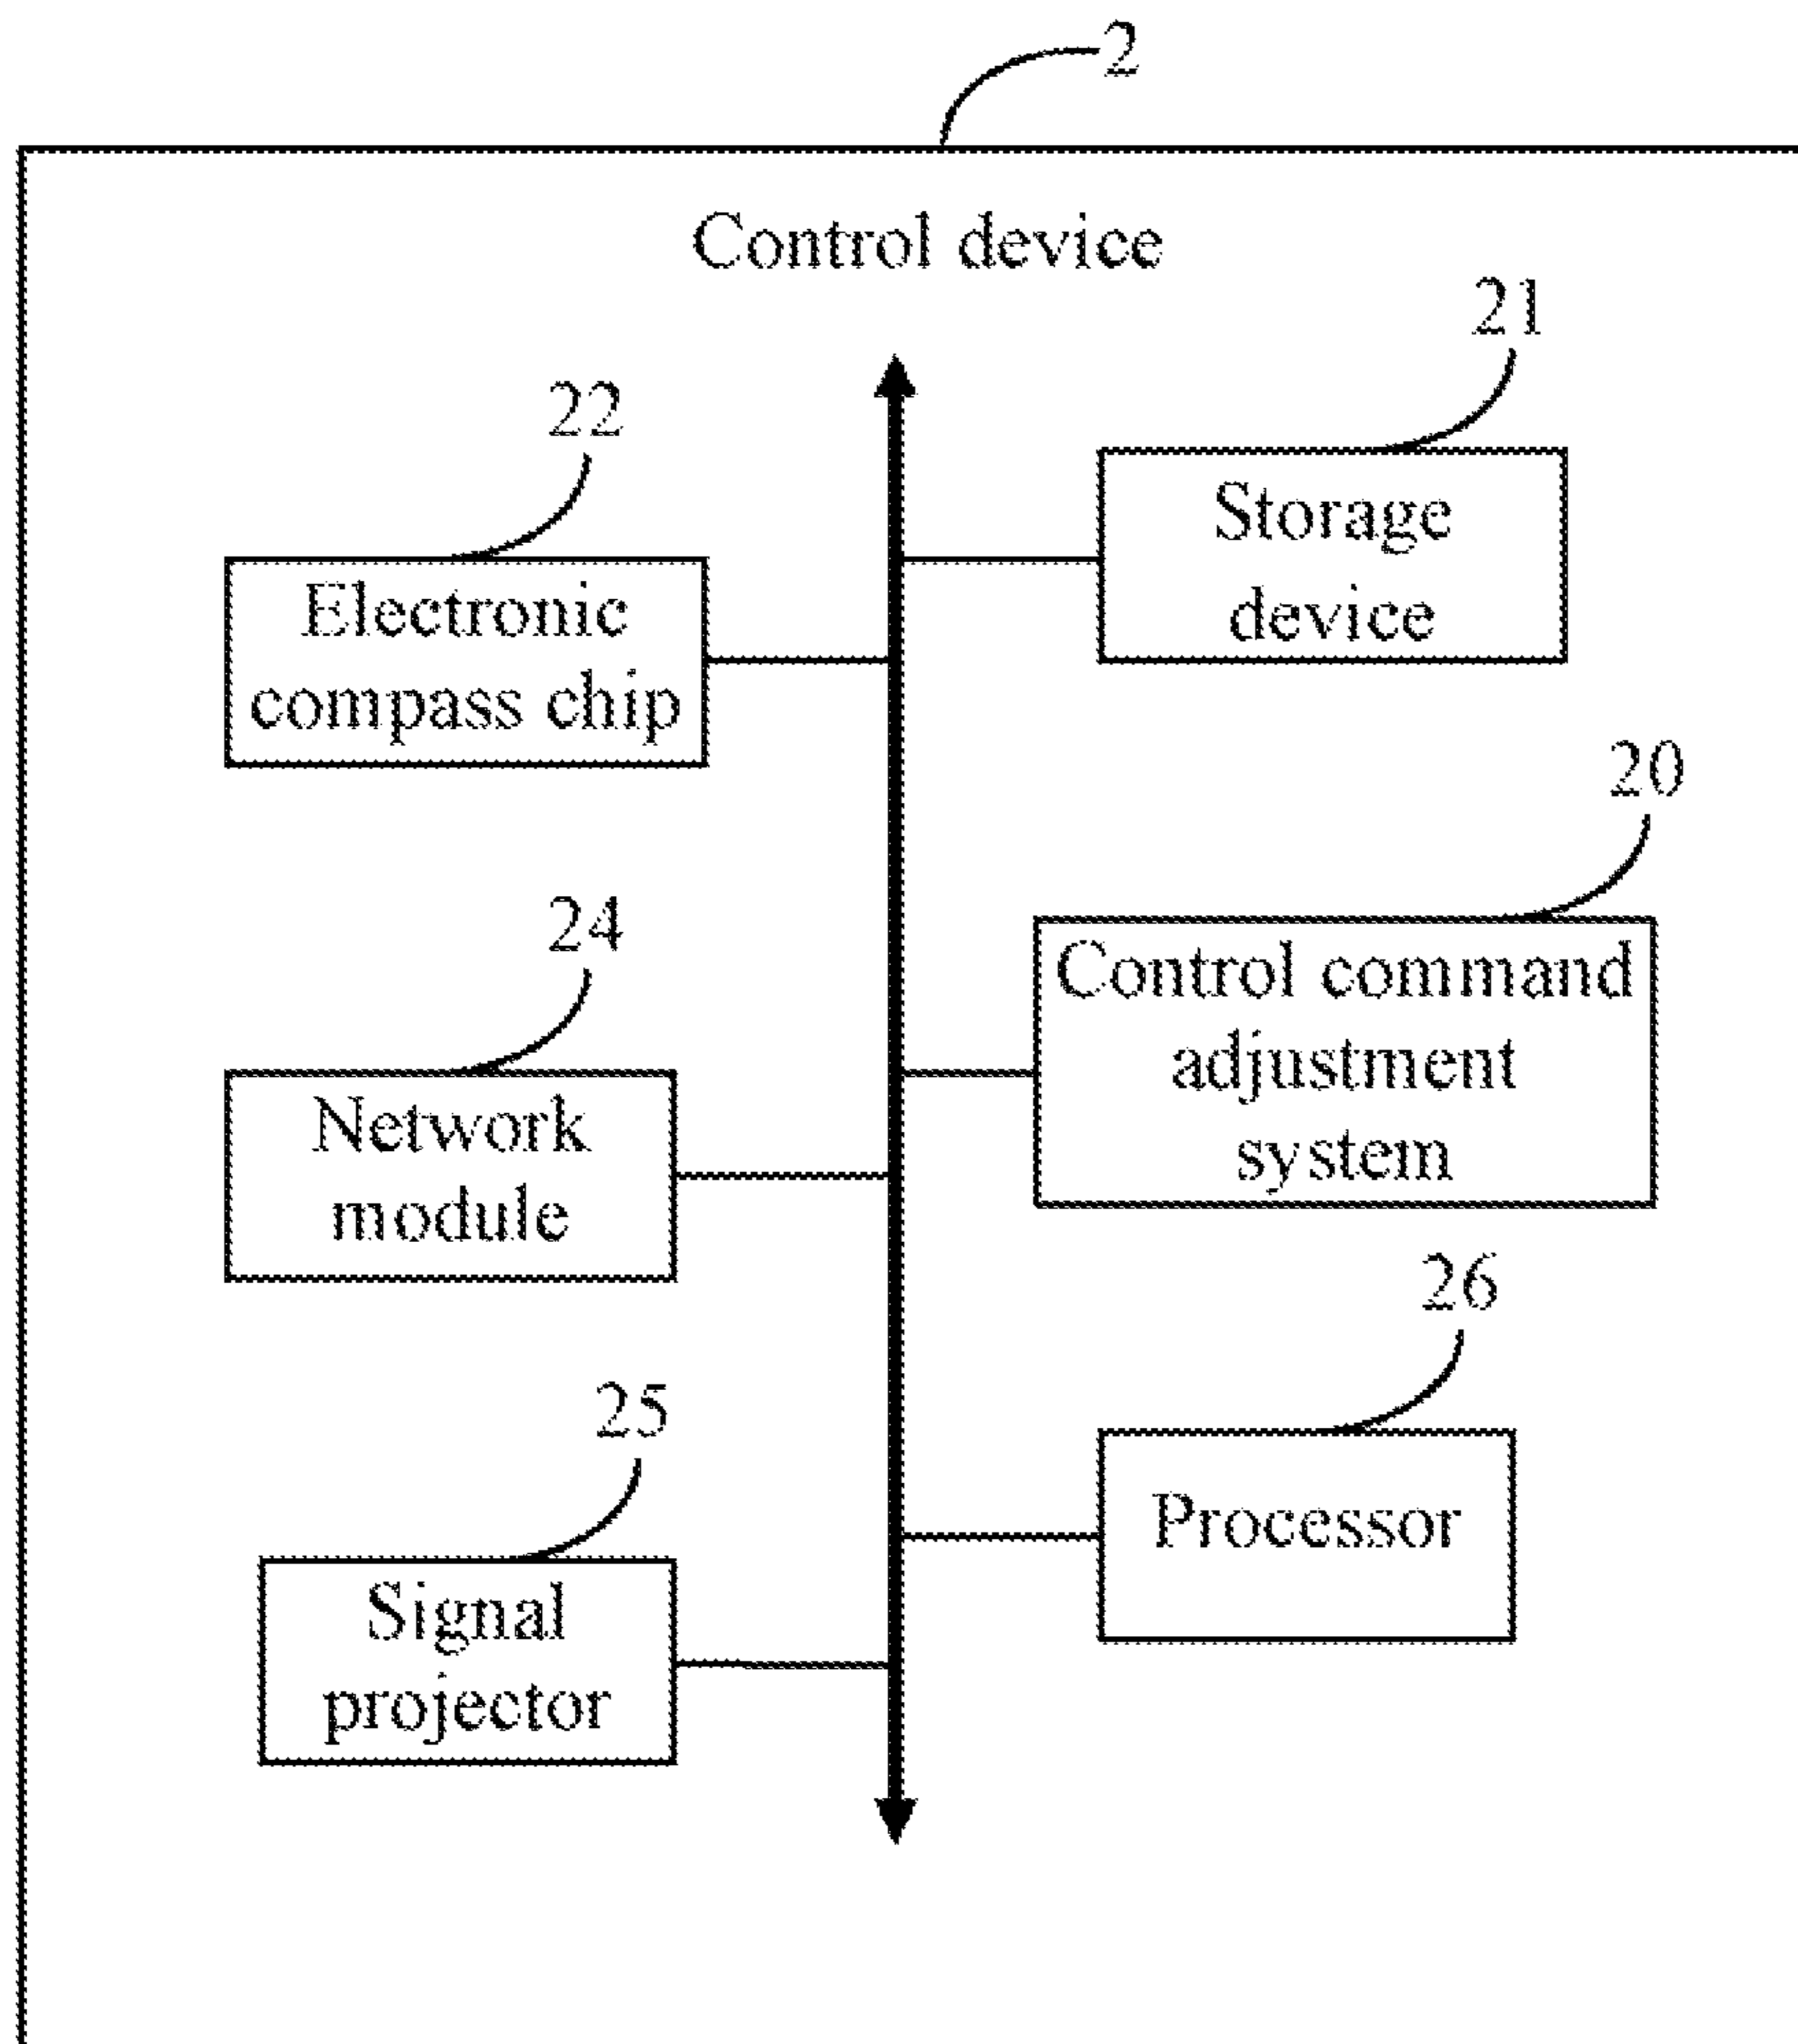 2
Control device
21
Storage
device
22
Electronic
compass chip
20
Control command
adjustment
system
24
Network
module
26
Processor
25
Signal
projector